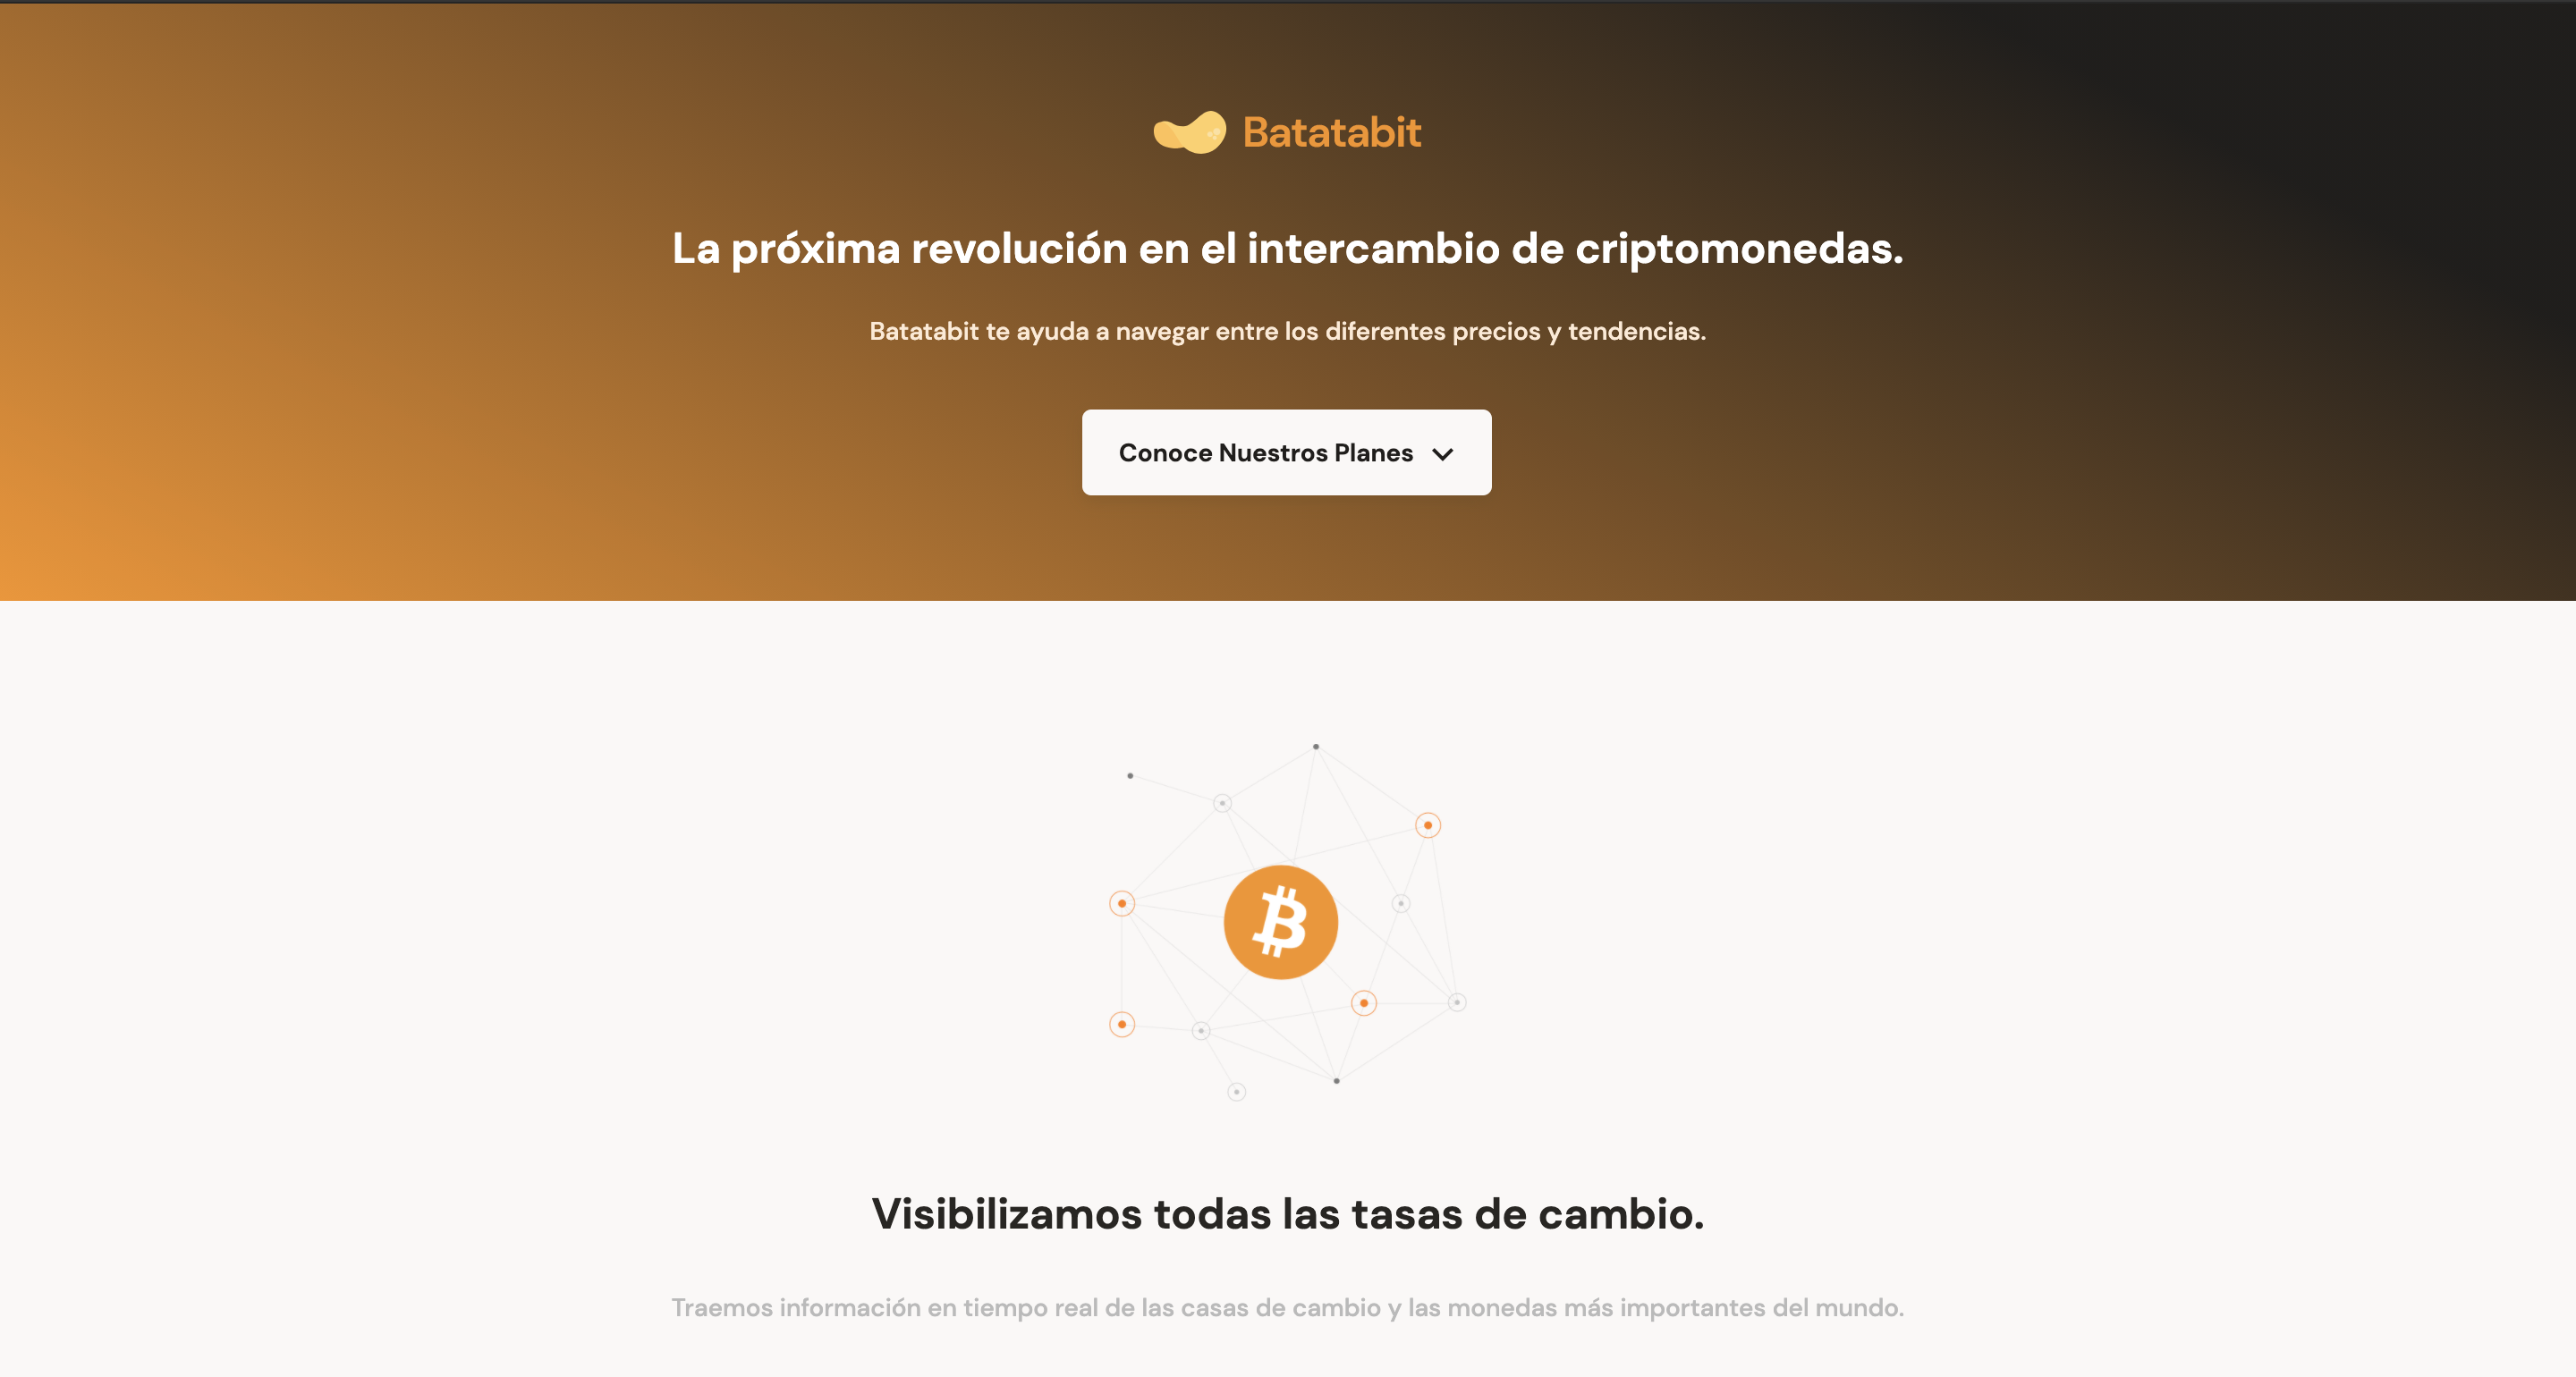 Batatabit
La próxima revolución en el intercambio de criptomonedas.
Batatabit te ayuda a navegar entre los diferentes precios y tendencias.
Conoce Nuestros Planes
Visibilizamos todas las tasas de cambio.
Traemos información en tiempo real de las casas de cambio y las monedas más importantes del mundo.